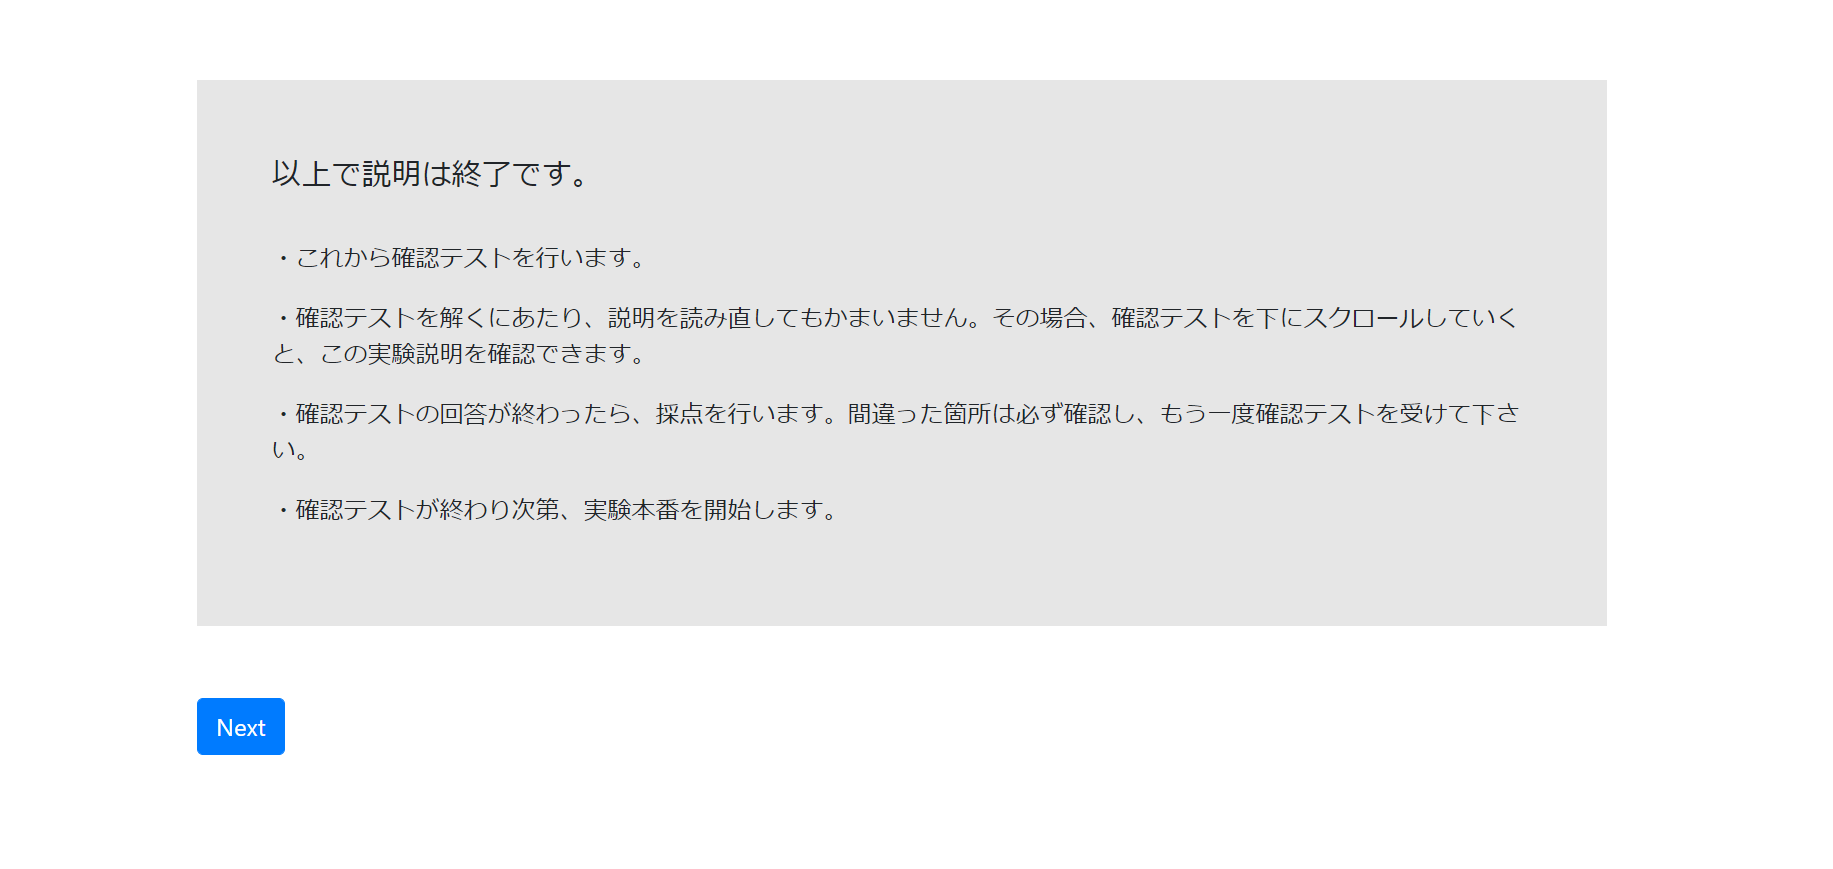 以上で説明は終了です。
・これから確認テストを行います。
・確認テストを解くにあたり、説明を読み直してもかまいません。その場合、確認テストを下にスクロールしていく
と、この実験説明を確認できます。
・確認テストの回答が終わったら、採点を行います。間違った箇所は必ず確認し、もう一度確認テストを受けて下さ
い。
・確認テストが終わり次第、実験本番を開始します。
Next